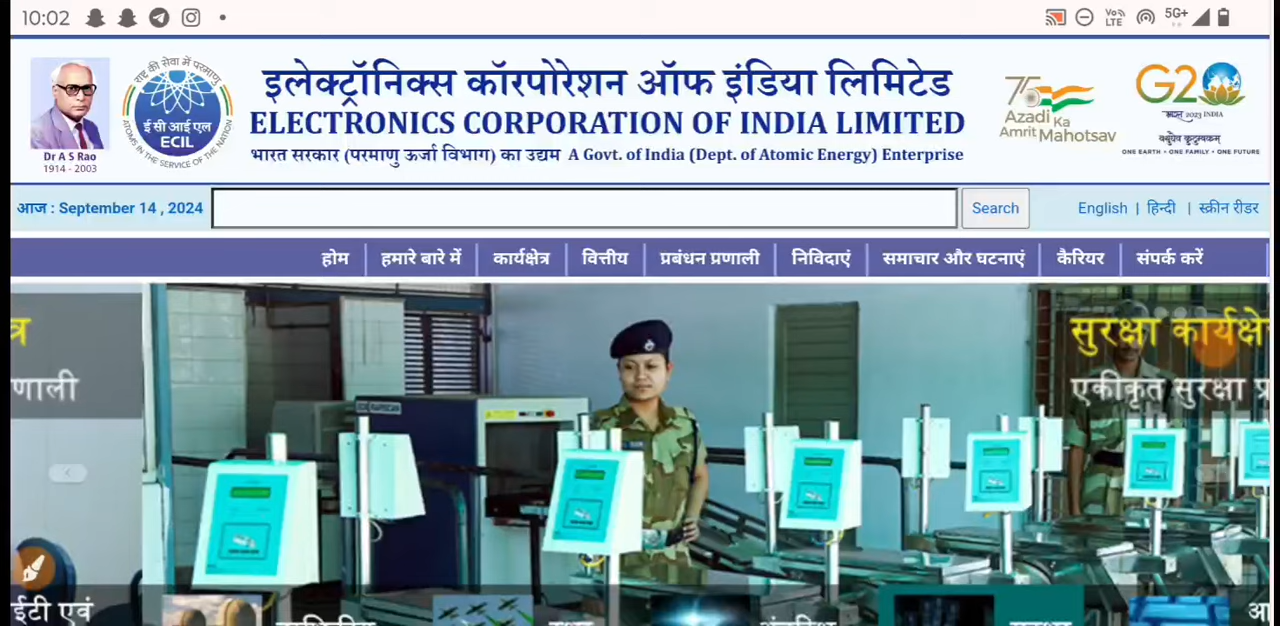 10:02
Vo LTE 5G+
इलेक्ट्रॉनिक्स कॉरपोरेशन ऑफ इंडिया लिमिटेड
ELECTRONICS CORPORATION OF INDIA LIMITED
भारत सरकार (परमाणु ऊर्जा विभाग) का उद्यम A Govt. of India (Dept. of Atomic Energy) Enterprise
Dr A S Rao
1914 - 2003
राष्ट्र की सेवा में परमाणु
ई सी आई एल
ECIL
ATOMS IN THE SERVICE OF THE NATION
75
Azadi Ka
Amrit Mahotsav
G20
भारत 2023 INDIA
वसुधैव कुटुम्बकम्
ONE EARTH • ONE FAMILY • ONE FUTURE
आज : September 14 , 2024
Search
English | हिन्दी | स्क्रीन रीडर
होम
हमारे बारे में
कार्यक्षेत्र
वित्तीय
प्रबंधन प्रणाली
निविदाएं
समाचार और घटनाएं
कैरियर
संपर्क करें
त्र
णाली
सुरक्षा कार्यक्षे
एकीकृत सुरक्षा प्र
ईटी एवं